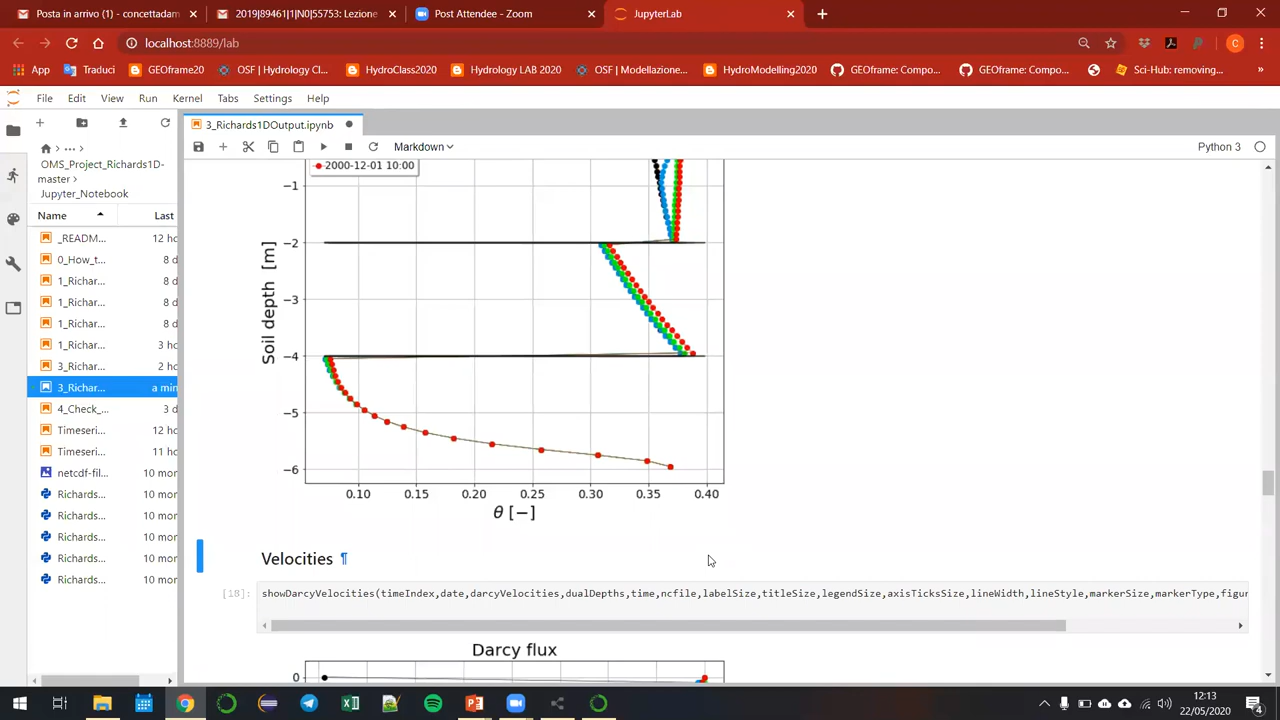 Posta in arrivo (1) - concettadam
2019|89461|1|N0|55753: Lezione
Post Attendee - Zoom
JupyterLab
localhost:8889/lab
App
Traduci
GEOframe20
OSF | Hydrology Cl...
HydroClass2020
Hydrology LAB 2020
OSF | Modellazione...
HydroModelling2020
GEOframe: Compo...
GEOframe: Compo...
Sci-Hub: removing...
C
File Edit View Run Kernel Tabs Settings Help
3_Richards1DOutput.ipynb
Markdown
Python 3
...
OMS_Project_Richards1D-
master >
Jupyter_Notebook
Name Last
_READM... 12 hc
0_How_t... 8 d
1_Richar... 8 d
1_Richar... 8 d
1_Richar... 8 d
1_Richar... 3 hc
3_Richar... 2 hc
3_Richar... a min
4_Check_... 3 d
Timeseri... 12 hc
Timeseri... 11 hc
netcdf-fil... 10 mor
Richards... 10 mor
Richards... 10 mor
Richards... 10 mor
Richards... 10 mor
Richards... 10 mor
2000-12-01 10:00
−1
−2
−3
−4
−5
−6
Soil depth [m]
0.10 0.15 0.20 0.25 0.30 0.35 0.40
θ [−]
Velocities ¶
[18]:
showDarcyVelocities(timeIndex,date,darcyVelocities,dualDepths,time,ncfile,labelSize,titleSize,legendSize,axisTicksSize,lineWidth,lineStyle,markerSize,markerType,figur
Darcy flux
0
12:13
22/05/2020
4